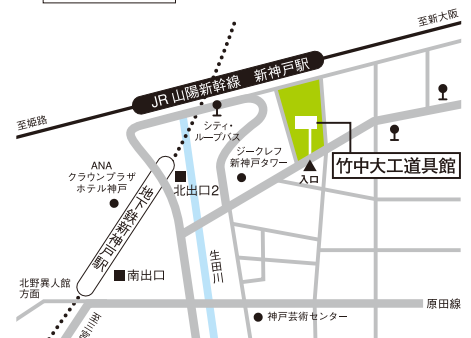 至新大阪
JR山陽新幹線 新神戸駅
至姫路
シティ・
ループバス
ジークレフ
新神戸タワー
竹中大工道具館
入口
ANA
クラウンプラザ
ホテル神戸
北出口2
地下鉄新神戸駅
南出口
生田川
北野異人館
方面
原田線
神戸芸術センター